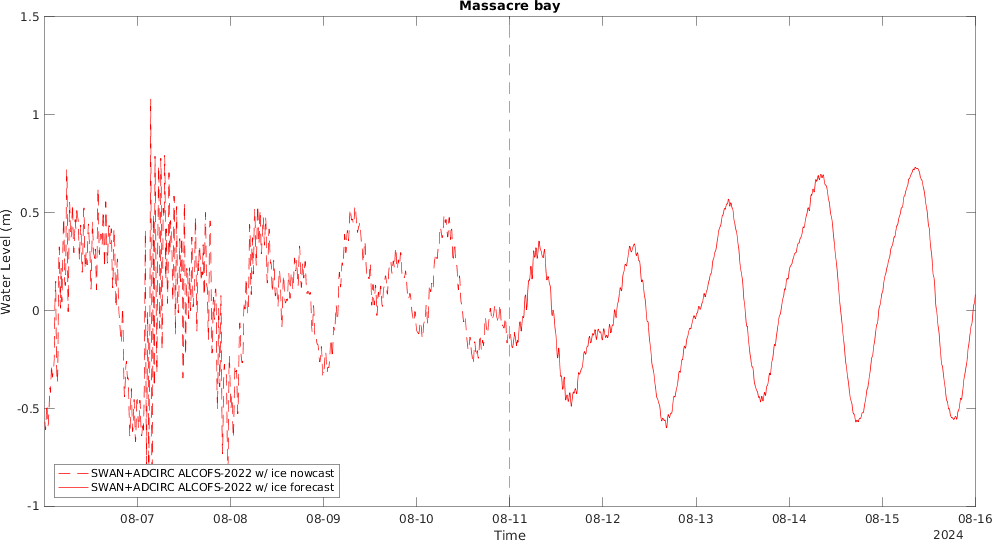 Massacre bay
1.5
1
0.5
0
-0.5
-1
Water Level (m)
SWAN+ADCIRC ALCOFS-2022 w/ ice nowcast
SWAN+ADCIRC ALCOFS-2022 w/ ice forecast
08-07 08-08 08-09 08-10 08-11 08-12 08-13 08-14 08-15 08-16
Time
2024